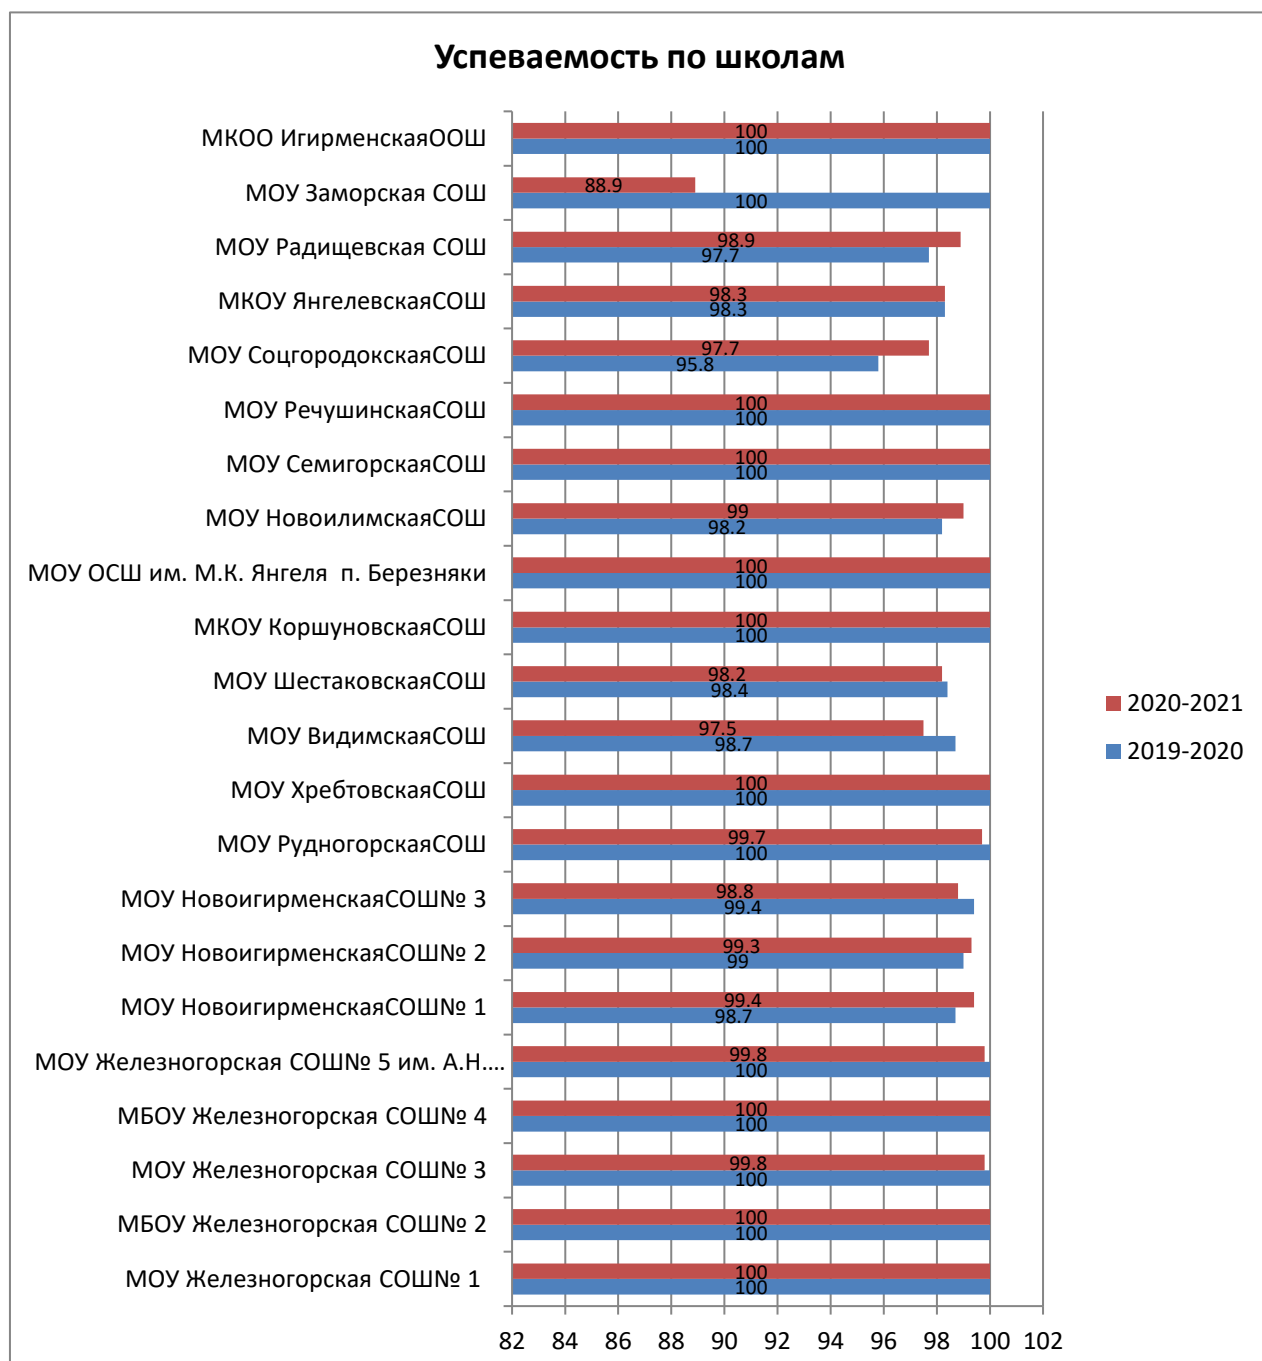 Успеваемость по школам
МКОО ИгирменскаяООШ
100
100
МОУ Заморская СОШ
88.9
100
МОУ Радищевская СОШ
98.9
97.7
МКОУ ЯнгелевскаяСОШ
98.3
98.3
МОУ СоцгородокскаяСОШ
97.7
95.8
МОУ РечушинскаяСОШ
100
100
МОУ СемигорскаяСОШ
100
100
МОУ НовоилимскаяСОШ
99
98.2
МОУ ОСШ им. М.К. Янгеля п. Березняки
100
100
МКОУ КоршуновскаяСОШ
100
100
МОУ ШестаковскаяСОШ
98.2
98.4
МОУ ВидимскаяСОШ
97.5
98.7
МОУ ХребтовскаяСОШ
100
100
МОУ РудногорскаяСОШ
99.7
100
МОУ НовоигирменскаяСОШ№ 3
98.8
99.4
МОУ НовоигирменскаяСОШ№ 2
99.3
99
МОУ НовоигирменскаяСОШ№ 1
99.4
98.7
МОУ Железногорская СОШ№ 5 им. А.Н....
99.8
100
МБОУ Железногорская СОШ№ 4
100
100
МОУ Железногорская СОШ№ 3
99.8
100
МБОУ Железногорская СОШ№ 2
100
100
МОУ Железногорская СОШ№ 1
100
100
82 84 86 88 90 92 94 96 98 100 102
2020-2021
2019-2020